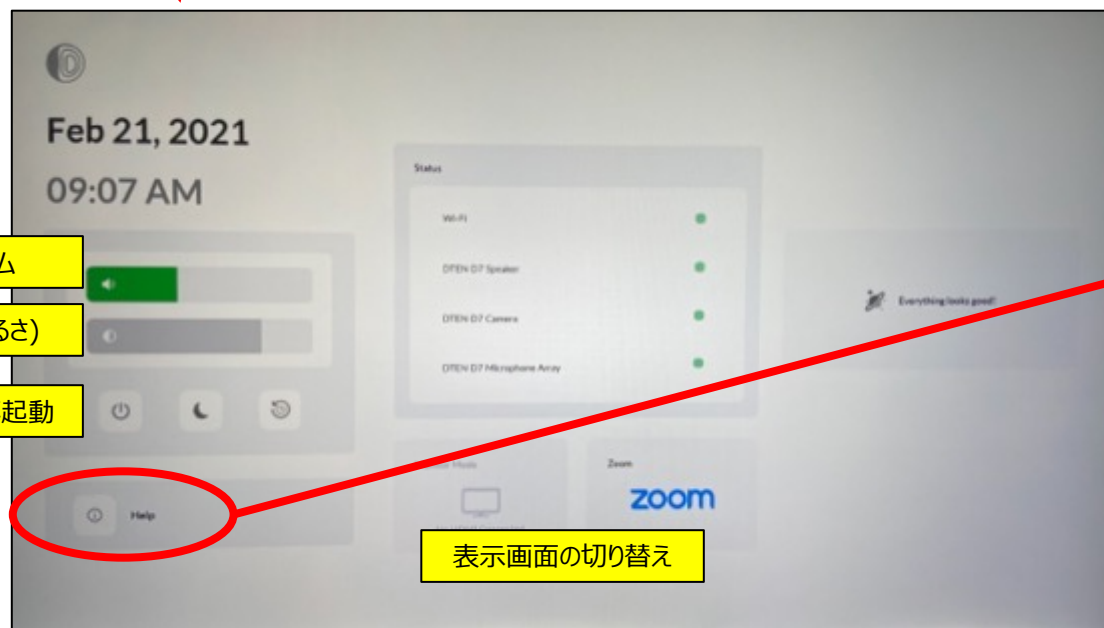 Feb 21, 2021
09:07 AM
ム
るさ)
起動
Help
Status
Wi-Fi
DTEN D7 Speaker
DTEN D7 Camera
DTEN D7 Microphone Array
Everything looks good!
Mode
Zoom
zoom
表示画面の切り替え